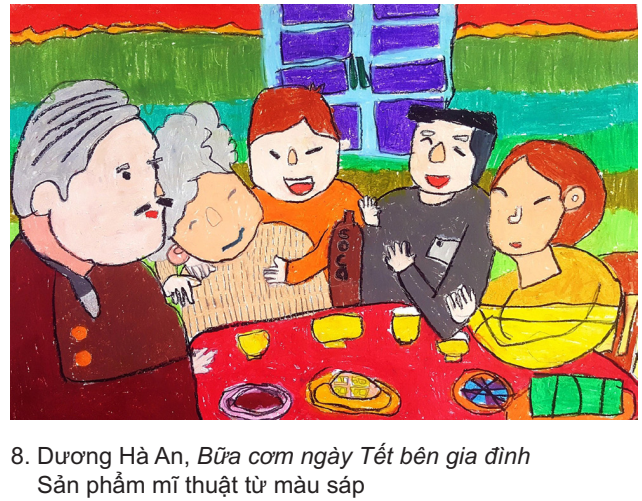 soca
8. Dương Hà An, Bữa cơm ngày Tết bên gia đình
Sản phẩm mĩ thuật từ màu sáp